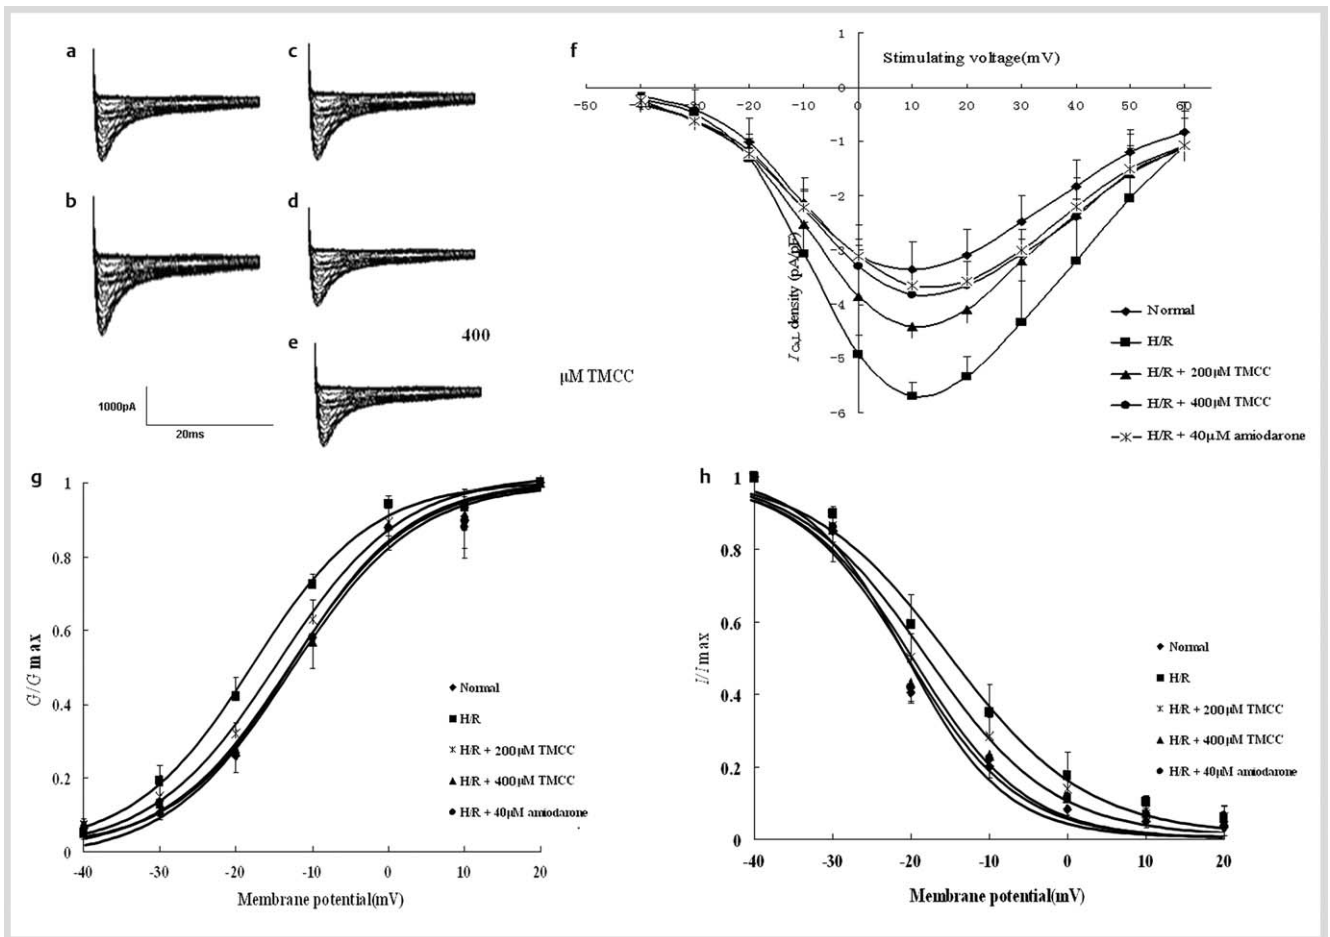 a
c
b
d
400
e
μM TMCC
1000pA
20ms
f
1
Stimulating voltage(mV)
0
-50 -40 -30 -20 -10 0 10 20 30 40 50 60
-1
-2
-3
-4
-5
-6
I Ca,L density (pA/pF)
Normal
H/R
H/R + 200μM TMCC
H/R + 400μM TMCC
H/R + 40μM amiodarone
g
1
0.8
0.6
0.4
0.2
0
G/Gmax
-40 -30 -20 -10 0 10 20
Membrane potential(mV)
Normal
H/R
H/R + 200μM TMCC
H/R + 400μM TMCC
H/R + 40μM amiodarone
h
1
0.8
0.6
0.4
0.2
0
I/Imax
-40 -30 -20 -10 0 10 20
Membrane potential(mV)
Normal
H/R
H/R + 200μM TMCC
H/R + 400μM TMCC
H/R + 40μM amiodarone